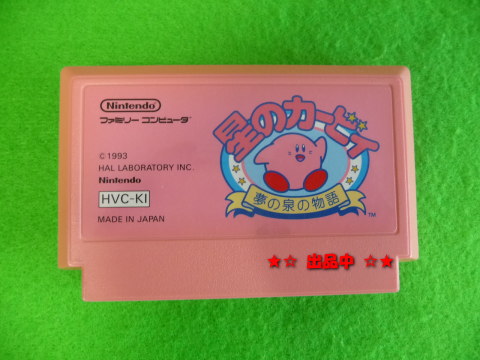 Nintendo
ファミリー コンピュータ
© 1993
HAL LABORATORY INC.
Nintendo
HVC-KI
MADE IN JAPAN
星のカービィ
夢の泉の物語
TM
★☆ 出品中 ☆★